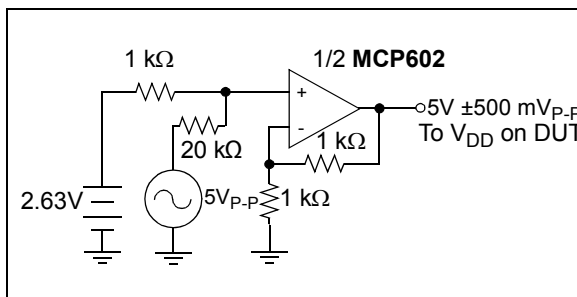 1 kΩ
1/2 MCP602
+
-
20 kΩ
1 kΩ
5V ±500 mVP-P
To VDD on DUT
2.63V
5VP-P
1 kΩ